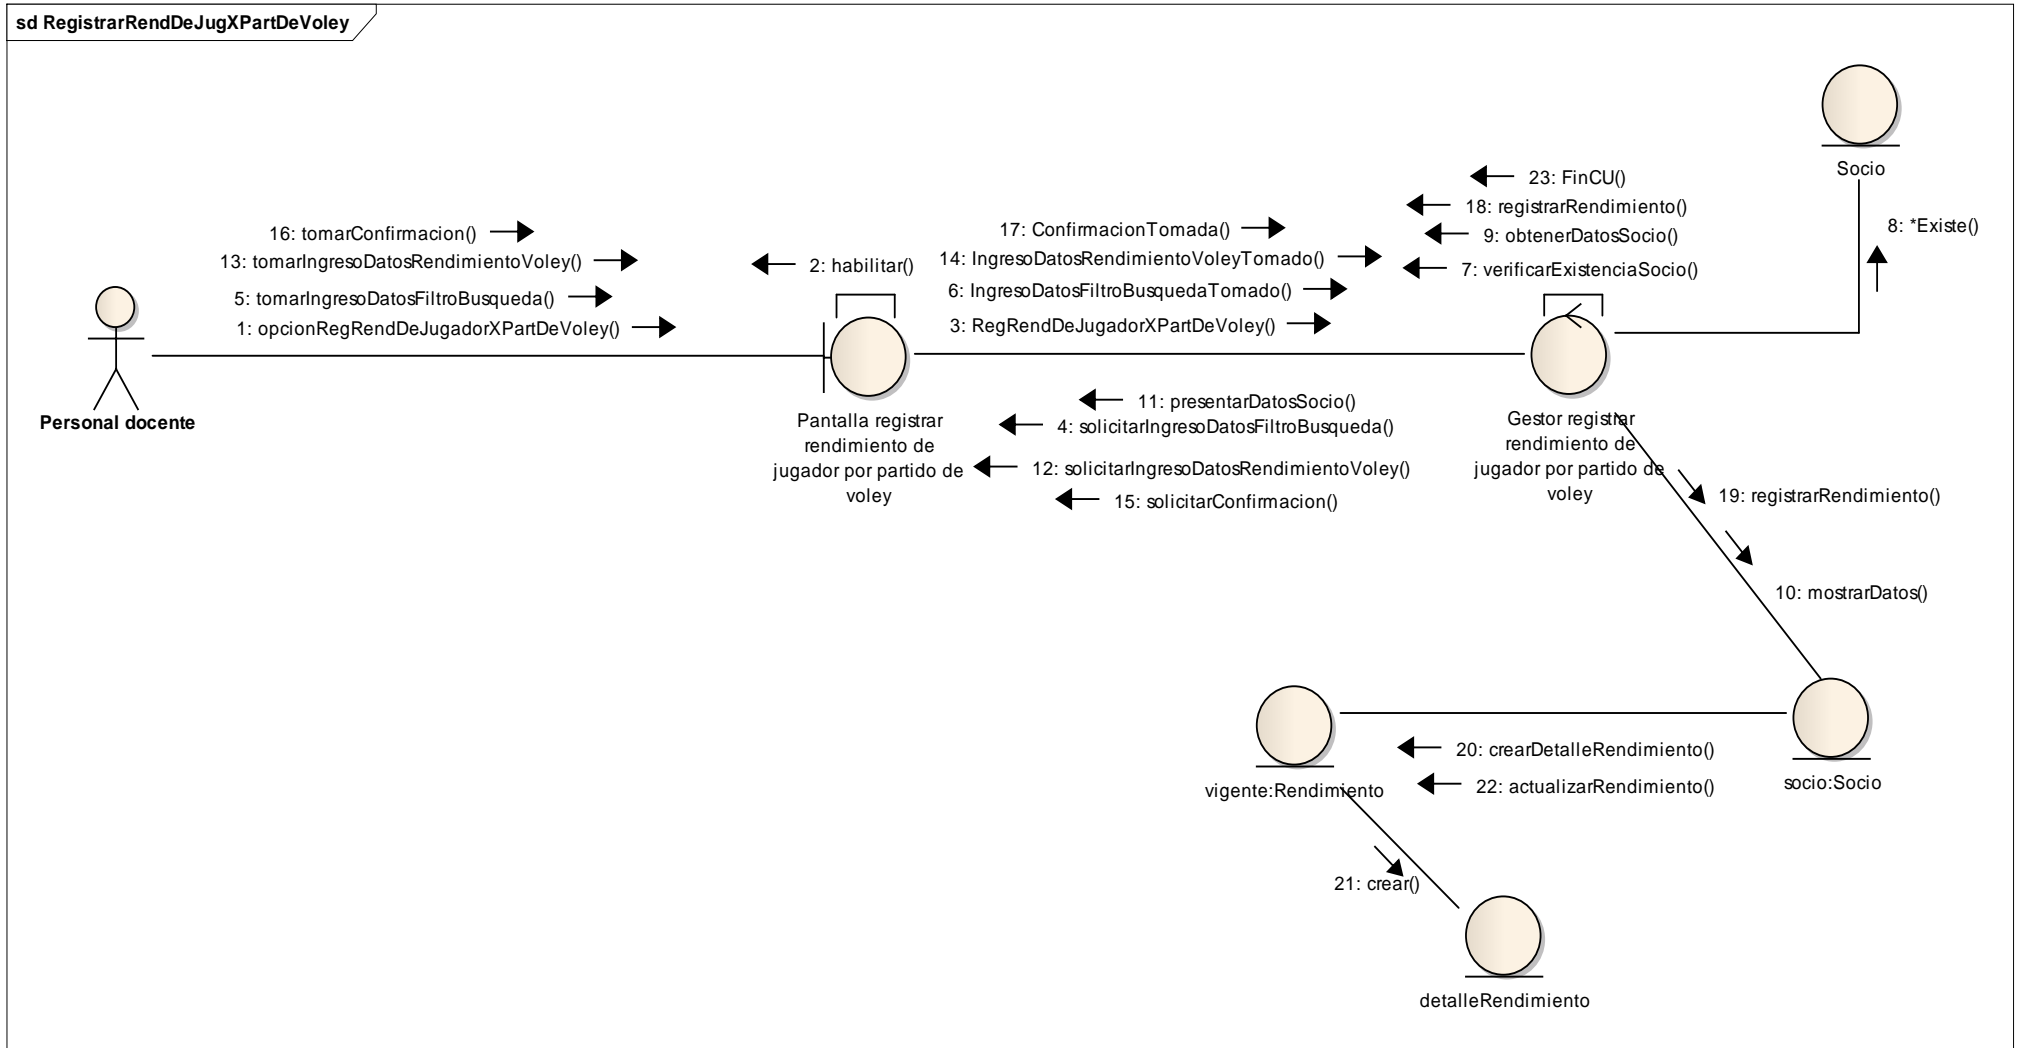 sd RegistrarRendDeJugXPartDeVoley
Socio
23: FinCU()
18: registrarRendimiento()
9: obtenerDatosSocio()
7: verificarExistenciaSocio()
8: *Existe()
16: tomarConfirmacion()
13: tomarIngresoDatosRendimientoVoley()
5: tomarIngresoDatosFiltroBusqueda()
1: opcionRegRendDeJugadorXPartDeVoley()
2: habilitar()
17: ConfirmacionTomada()
14: IngresoDatosRendimientoVoleyTomado()
6: IngresoDatosFiltroBusquedaTomado()
3: RegRendDeJugadorXPartDeVoley()
Personal docente
Pantalla registrar
rendimiento de
jugador por partido de
voley
11: presentarDatosSocio()
4: solicitarIngresoDatosFiltroBusqueda()
12: solicitarIngresoDatosRendimientoVoley()
15: solicitarConfirmacion()
Gestor registrar
rendimiento de
jugador por partido de
voley
19: registrarRendimiento()
10: mostrarDatos()
20: crearDetalleRendimiento()
22: actualizarRendimiento()
vigente:Rendimiento
socio:Socio
21: crear()
detalleRendimiento